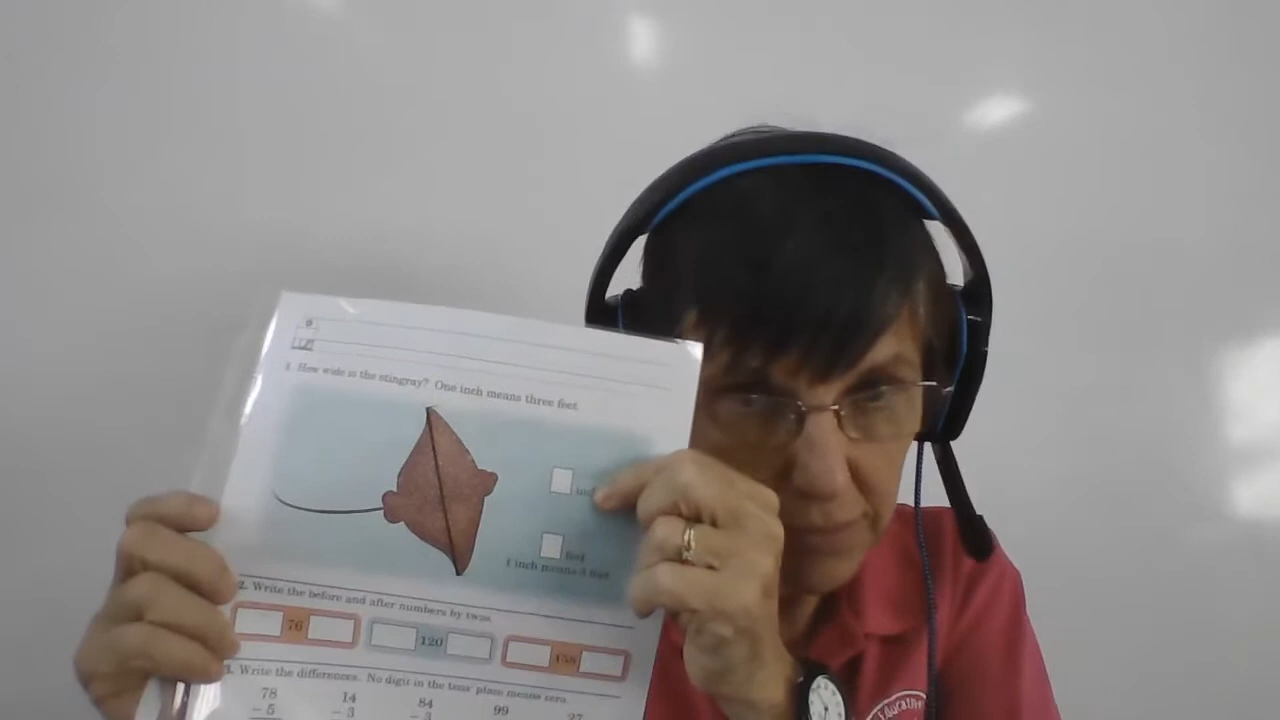 1. How wide is the stingray? One inch means three feet.
feet
1 inch means 3 feet
2. Write the before and after numbers by twos.
76 120 158
3. Write the differences. No digit in the tens' place means zero.
78 14 84 99 27
- 5 - 3 - 3